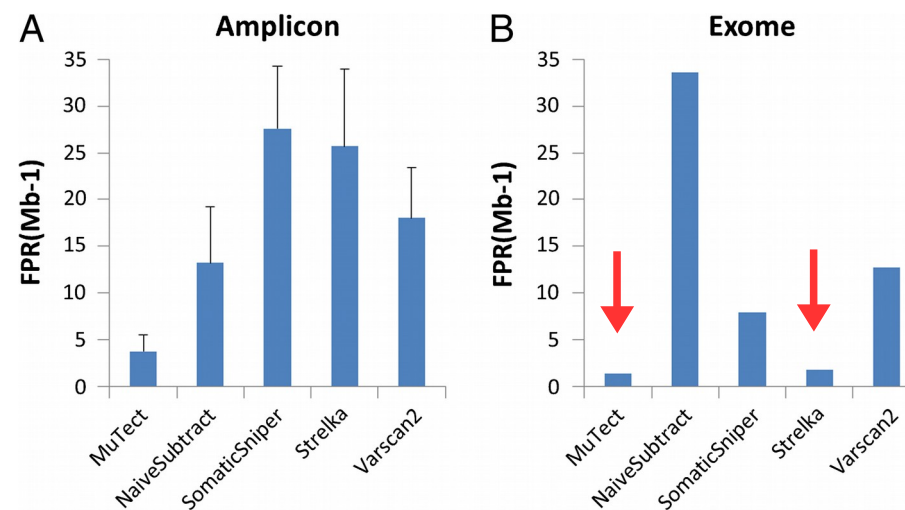 A
Amplicon
FPR(Mb-1)
35
30
25
20
15
10
5
0
MuTect
NaiveSubtract
SomaticSniper
Strelka
Varscan2
B
Exome
FPR(Mb-1)
35
30
25
20
15
10
5
0
MuTect
NaiveSubtract
SomaticSniper
Strelka
Varscan2